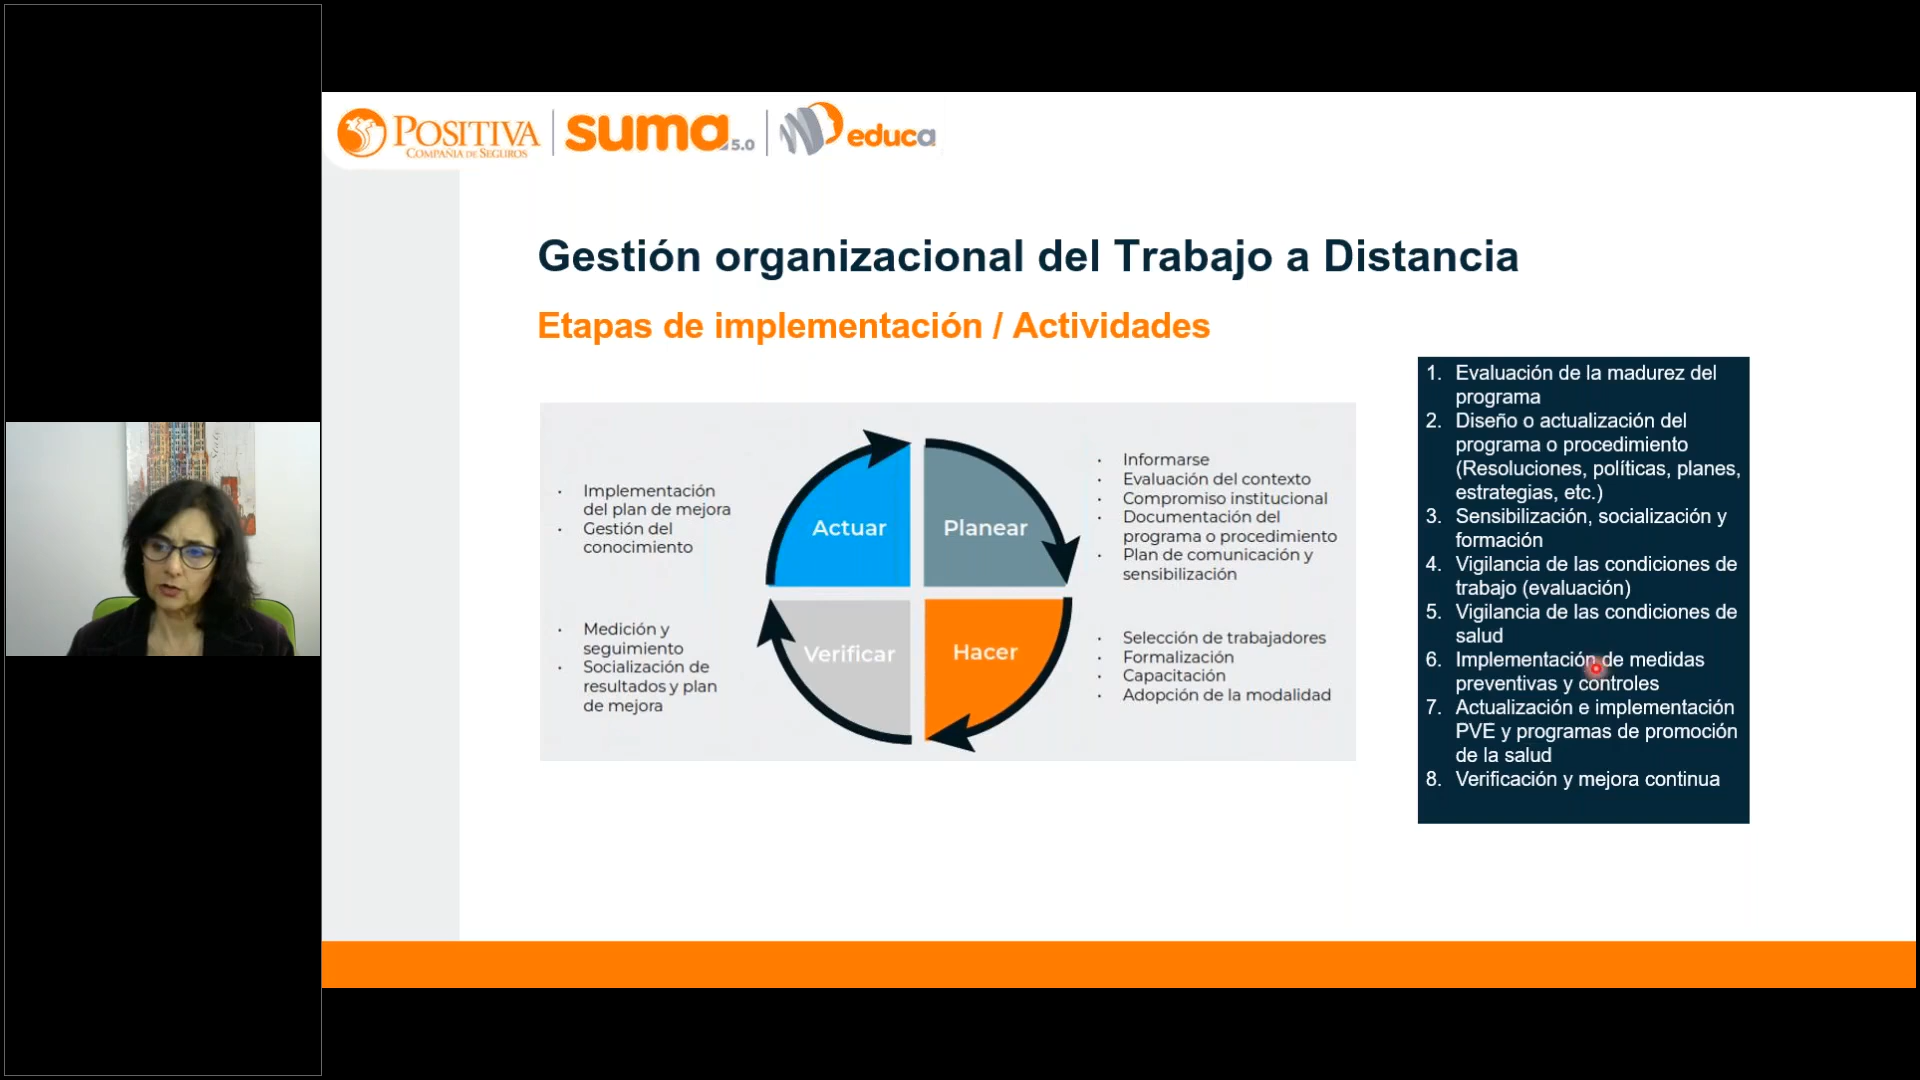 POSITIVA
COMPAÑIA DE SEGUROS
suma 5.0
educa
Gestión organizacional del Trabajo a Distancia
Etapas de implementación / Actividades
· Implementación
del plan de mejora
· Gestión del
conocimiento
Actuar
Planear
· Informarse
· Evaluación del contexto
· Compromiso institucional
· Documentación del
programa o procedimiento
· Plan de comunicación y
sensibilización
· Medición y
seguimiento
· Socialización de
resultados y plan
de mejora
Verificar
Hacer
· Selección de trabajadores
· Formalización
· Capacitación
· Adopción de la modalidad
1. Evaluación de la madurez del
programa
2. Diseño o actualización del
programa o procedimiento
(Resoluciones, políticas, planes,
estrategias, etc.)
3. Sensibilización, socialización y
formación
4. Vigilancia de las condiciones de
trabajo (evaluación)
5. Vigilancia de las condiciones de
salud
6. Implementación de medidas
preventivas y controles
7. Actualización e implementación
PVE y programas de promoción
de la salud
8. Verificación y mejora continua